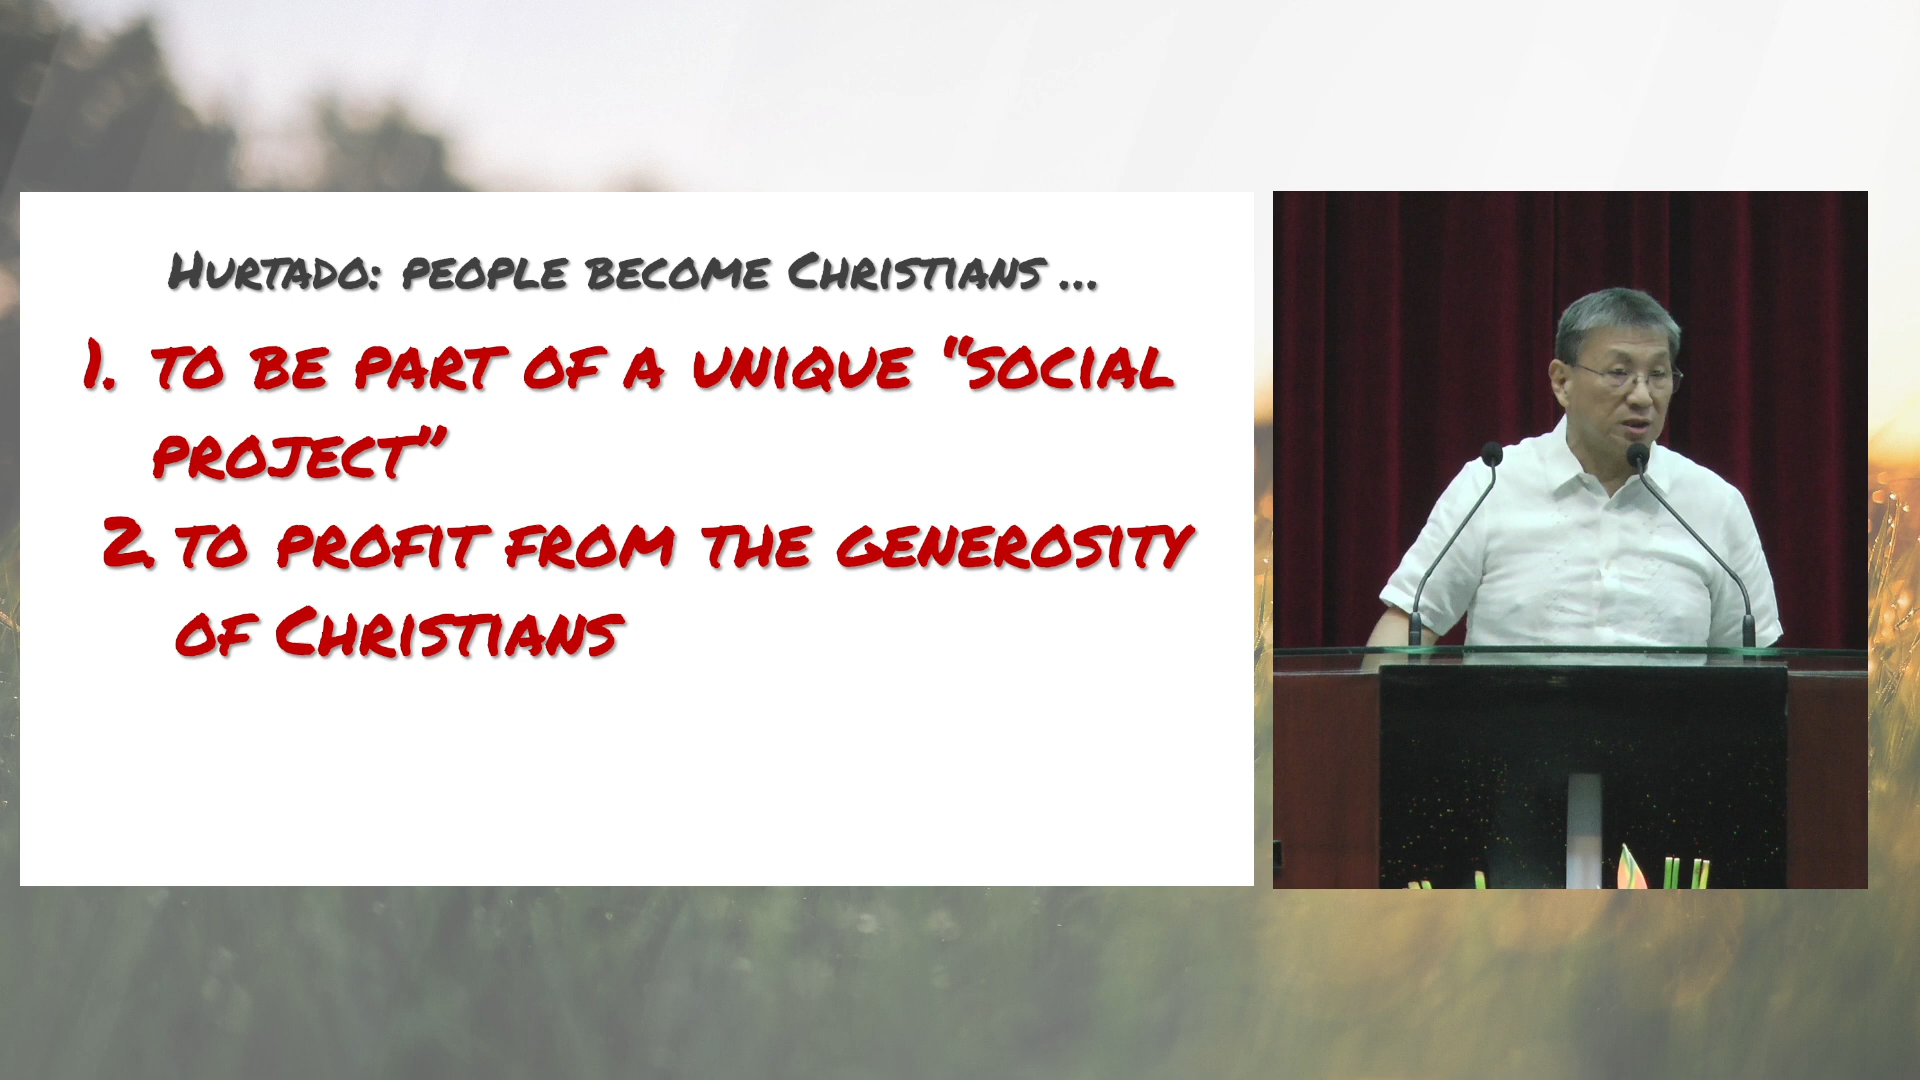 Hurtado: people become Christians ...
1. to be part of a unique “social
project”
2. to profit from the generosity
of Christians